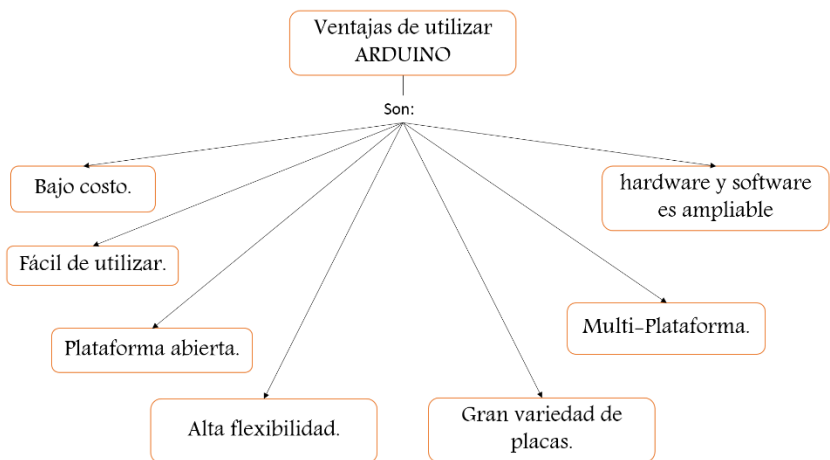 Ventajas de utilizar
ARDUINO
Son:
Bajo costo.
hardware y software
es ampliable
Fácil de utilizar.
Multi-Plataforma.
Plataforma abierta.
Gran variedad de
placas.
Alta flexibilidad.